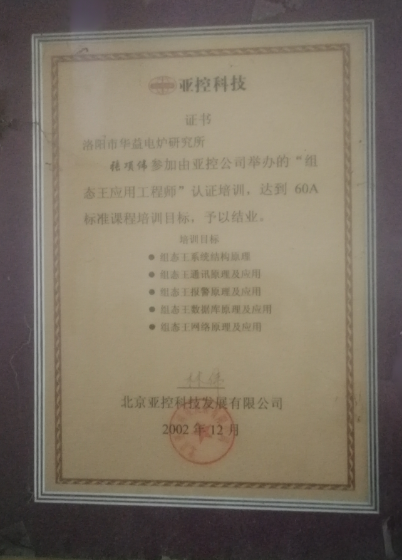 亚控科技
证书
洛阳市华益电炉研究所
参加由亚控公司举办的“组
态王应用工程师”认证培训，达到 60A
标准课程培训目标，予以结业。
培训目标
● 组态王系统结构原理
● 组态王通讯原理及应用
● 组态王报警原理及应用
● 组态王数据库原理及应用
● 组态王网络原理及应用
北京亚控科技发展有限公司
2002 年 12 月